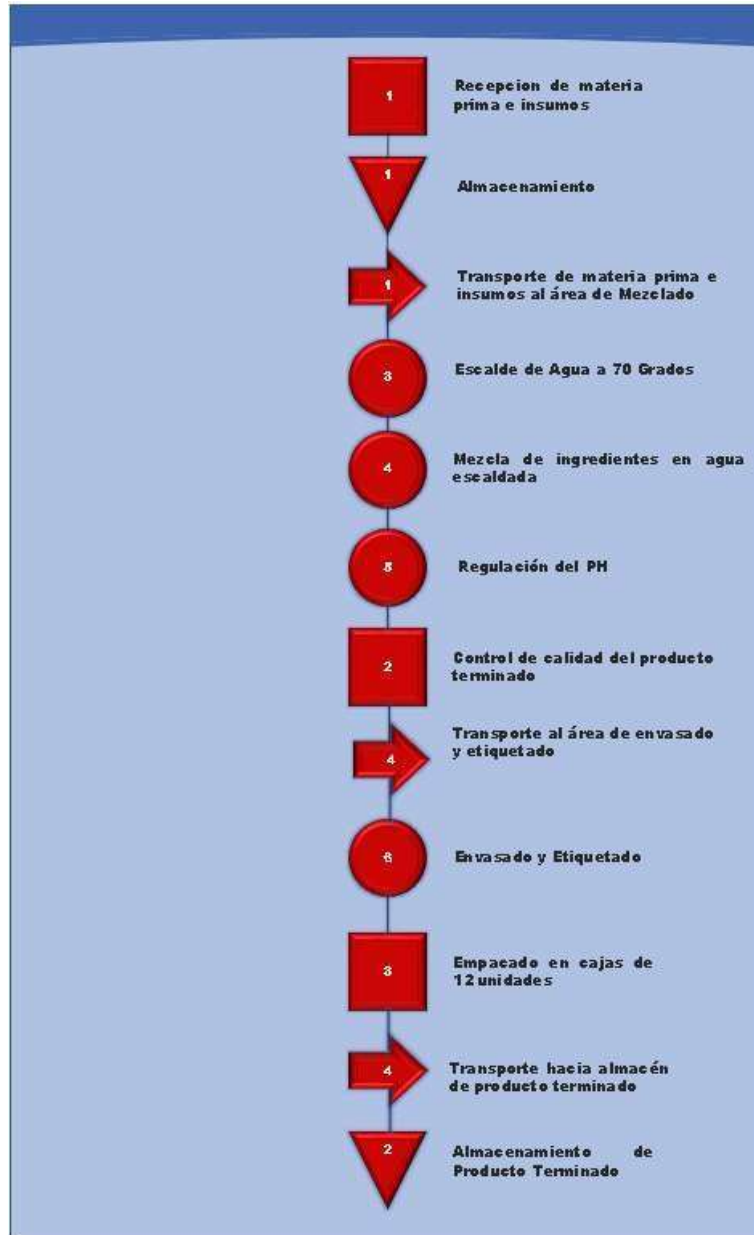 1
Recepcion de materia
prima e insumos
1
Almacenamiento
1
Transporte de materia prima e
insumos al área de Mezclado
3
Escalde de Agua a 70 Grados
4
Mezcla de ingredientes en agua
escaldada
5
Regulación del PH
2
Control de calidad del producto
terminado
4
Transporte al área de envasado
y etiquetado
6
Envasado y Etiquetado
3
Empacado en cajas de
12 unidades
4
Transporte hacia almacén
de producto terminado
2
Almacenamiento de
Producto Terminado